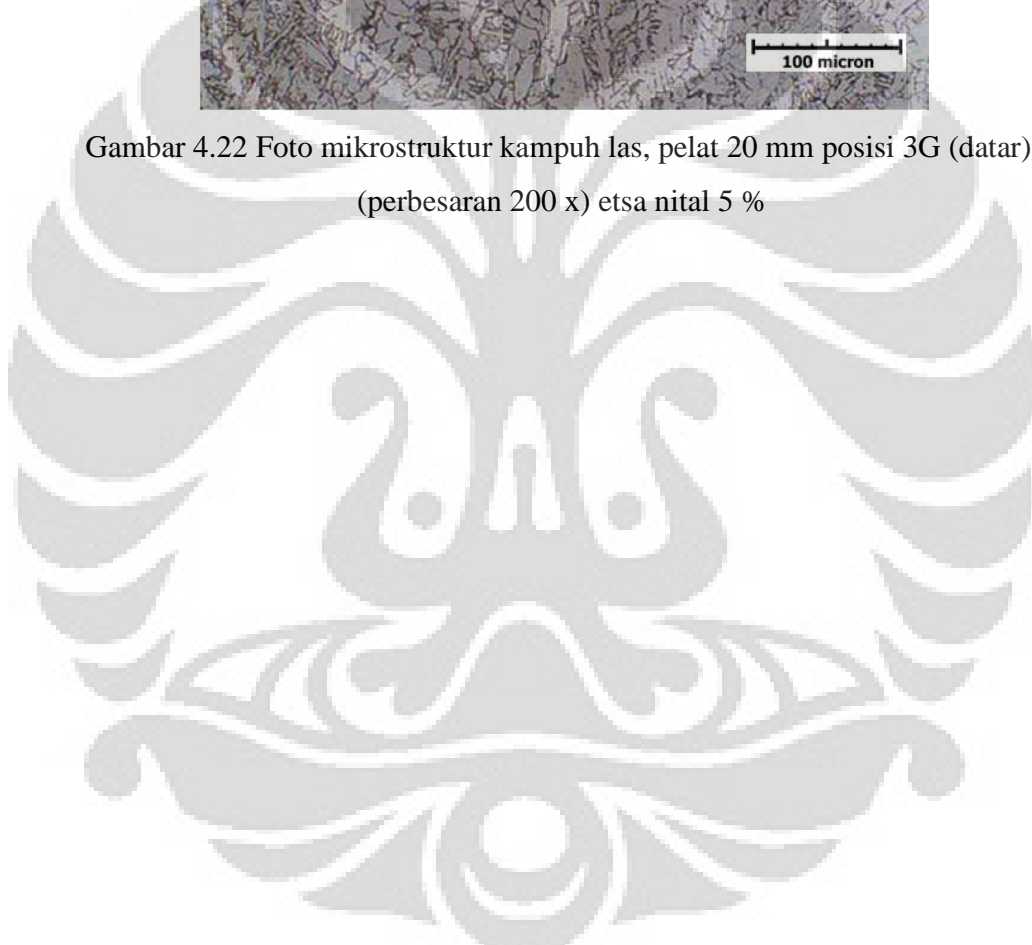 100 micron
Gambar 4.22 Foto mikrostruktur kampuh las, pelat 20 mm posisi 3G (datar)
(perbesaran 200 x) etsa nital 5 %